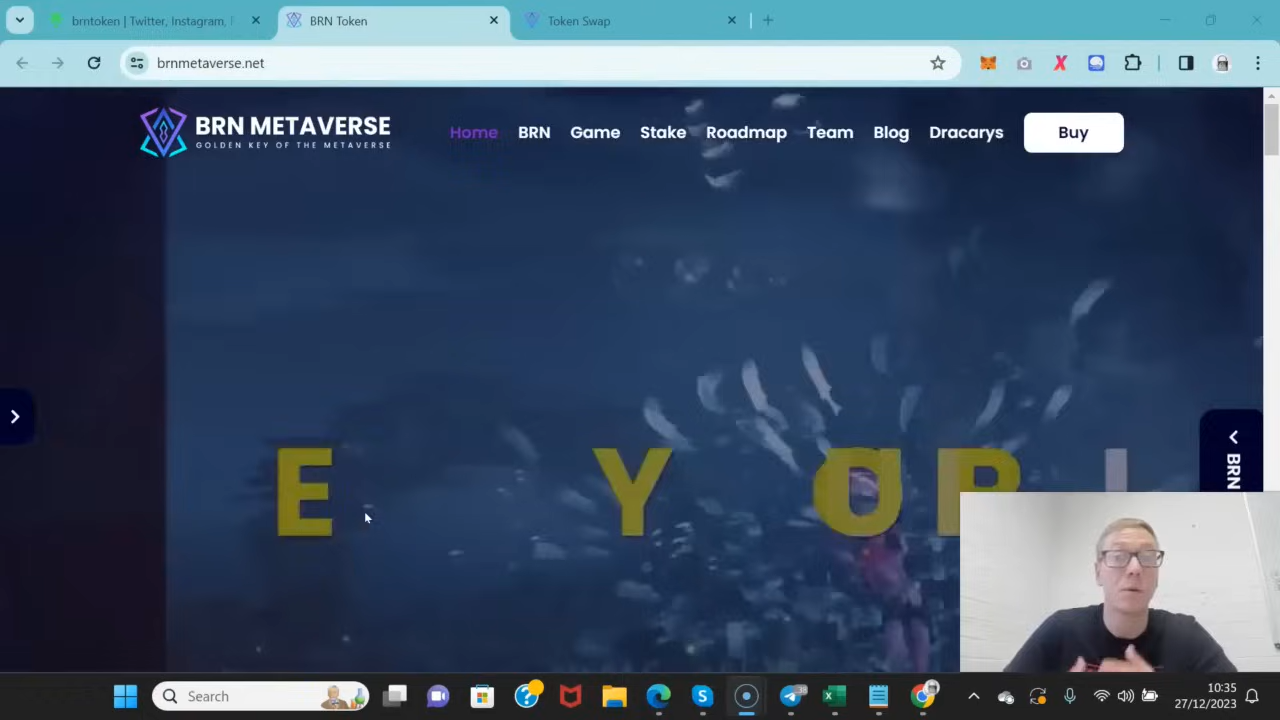 brntoken | Twitter, Instagram,
BRN Token
Token Swap
brnmetaverse.net
BRN METAVERSE
GOLDEN KEY OF THE METAVERSE
Home
BRN
Game
Stake
Roadmap
Team
Blog
Dracarys
Buy
E Y O
BRN
Search
38
10:35
27/12/2023